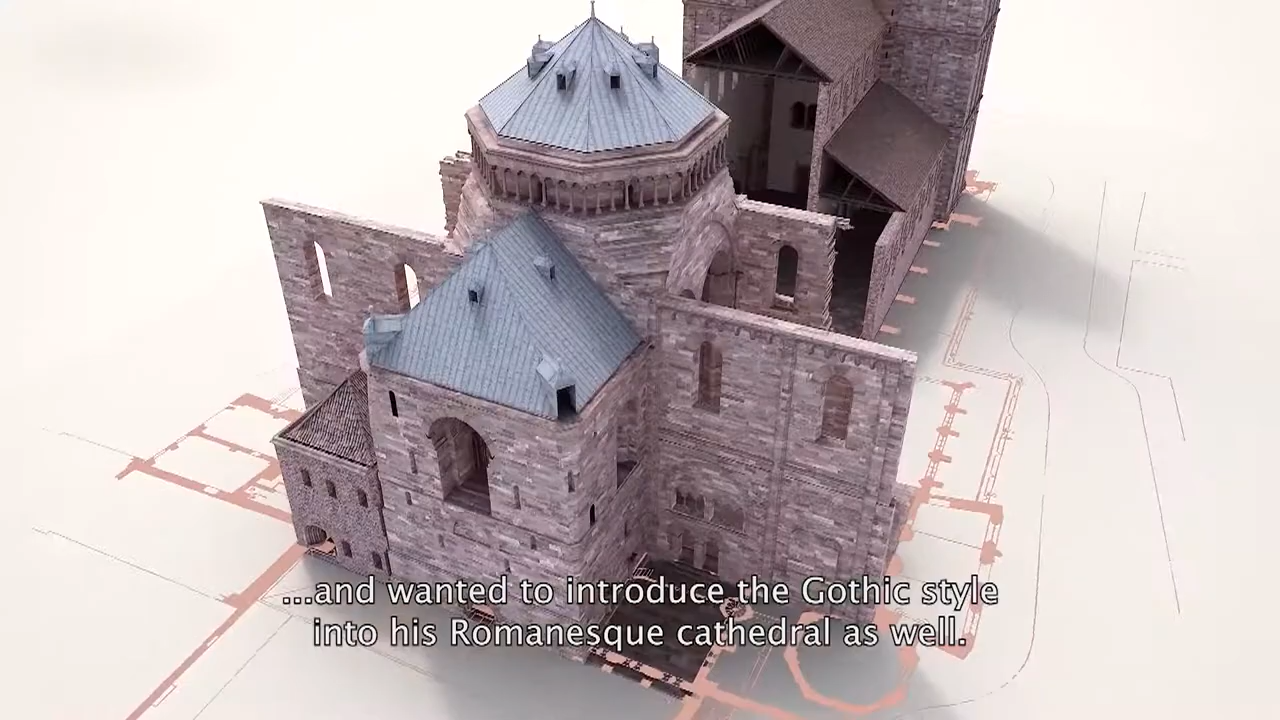 ...and wanted to introduce the Gothic style
into his Romanesque cathedral as well.